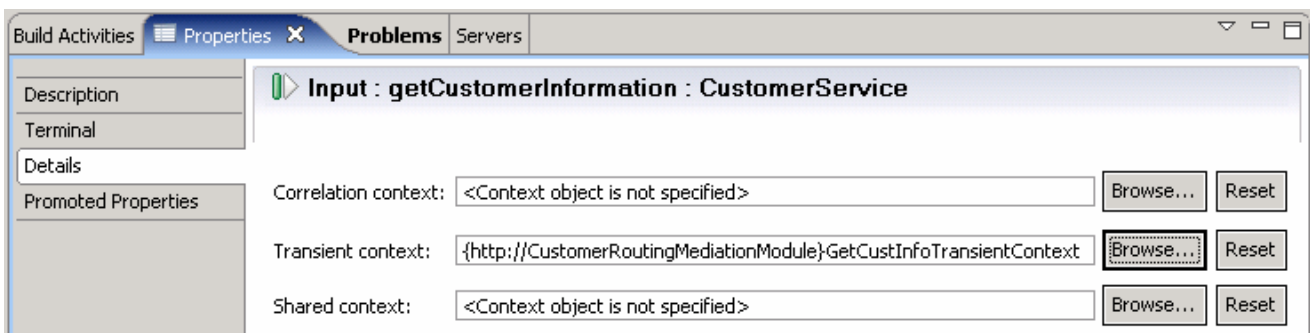 Build Activities Properties Problems Servers
Input : getCustomerInformation : CustomerService
Description
Terminal
Details
Promoted Properties
Correlation context: <Context object is not specified> Browse... Reset
Transient context: {http://CustomerRoutingMediationModule}GetCustInfoTransientContext Browse... Reset
Shared context: <Context object is not specified> Browse... Reset